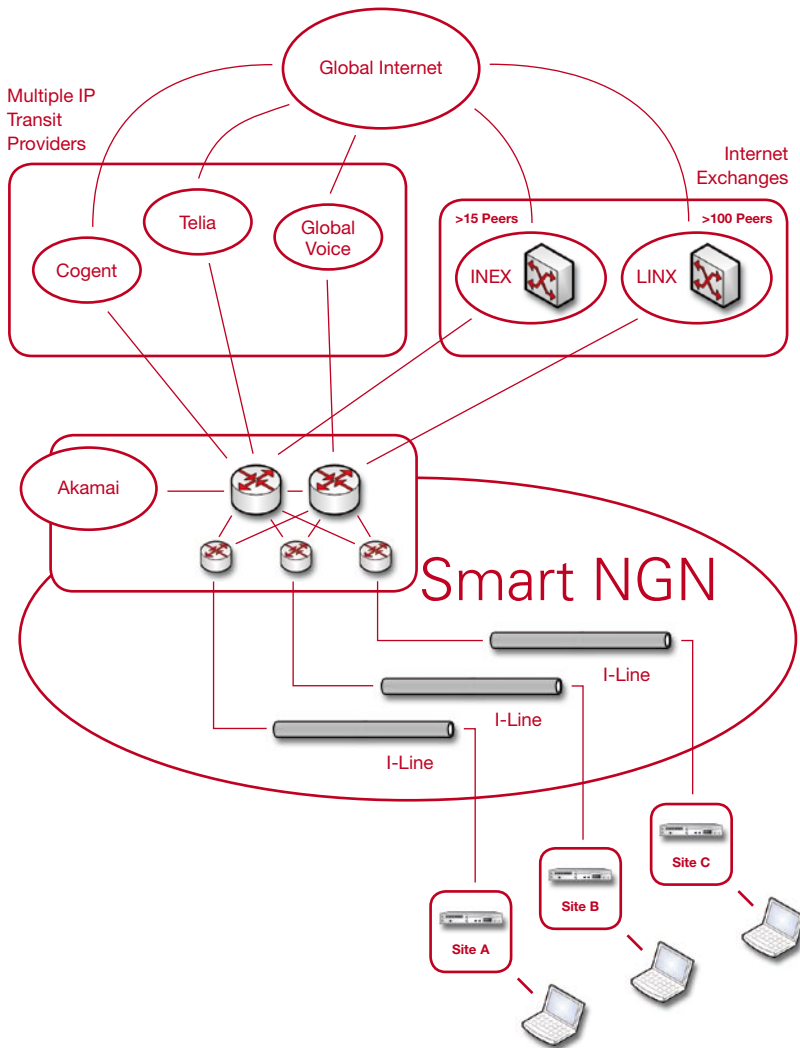 Global Internet
Multiple IP
Transit
Providers
Internet
Exchanges
>15 Peers
>100 Peers
Telia
Global
Voice
Cogent
INEX
LINX
Akamai
Smart NGN
I-Line
I-Line
I-Line
Site C
Site B
Site A